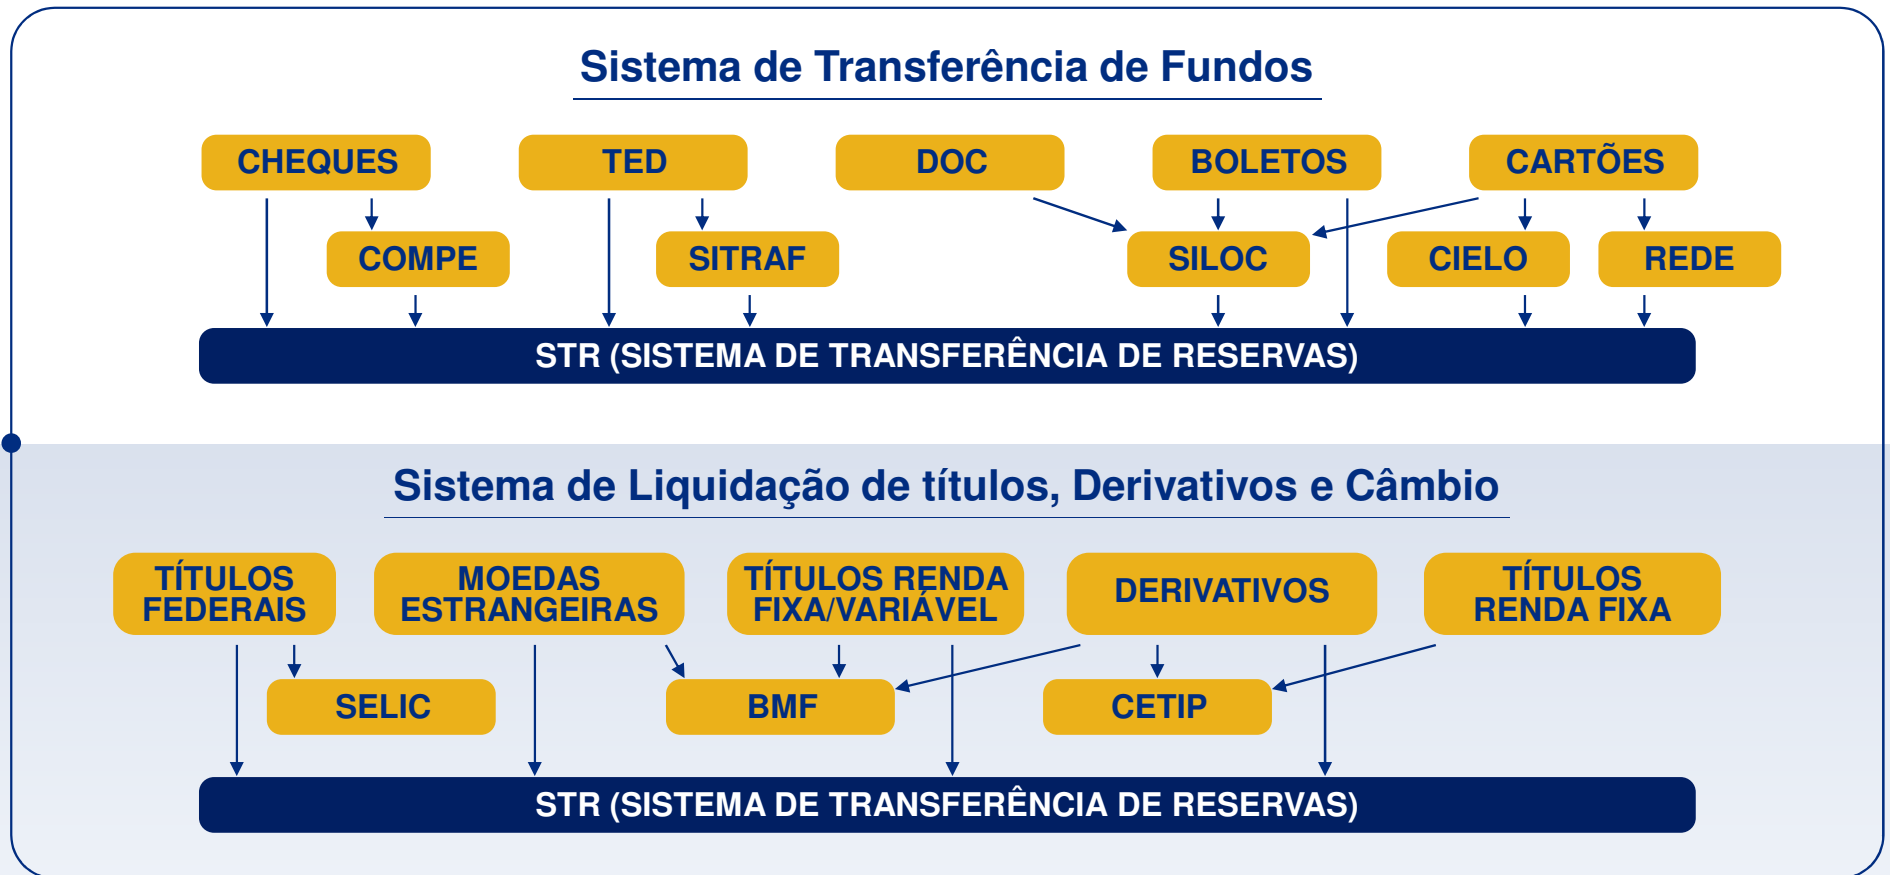 Sistema de Transferência de Fundos
CHEQUES
TED
DOC
BOLETOS
CARTÕES
COMPE
SITRAF
SILOC
CIELO
REDE
STR (SISTEMA DE TRANSFERÊNCIA DE RESERVAS)
Sistema de Liquidação de títulos, Derivativos e Câmbio
TÍTULOS
FEDERAIS
MOEDAS
ESTRANGEIRAS
TÍTULOS RENDA
FIXA/VARIÁVEL
DERIVATIVOS
TÍTULOS
RENDA FIXA
SELIC
BMF
CETIP
STR (SISTEMA DE TRANSFERÊNCIA DE RESERVAS)